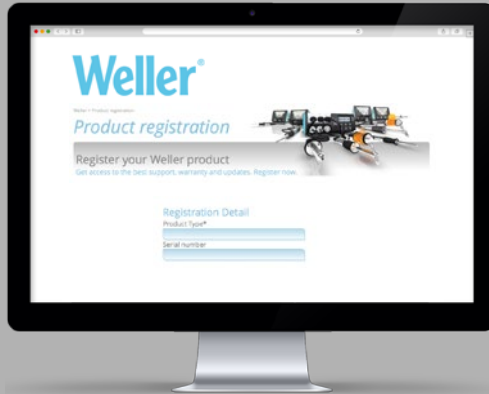 Weller®
Weller > Product registration
Product registration
Register your Weller product
Get access to the best support, warranty and updates. Register now.
Registration Detail
Product Type*
Serial number